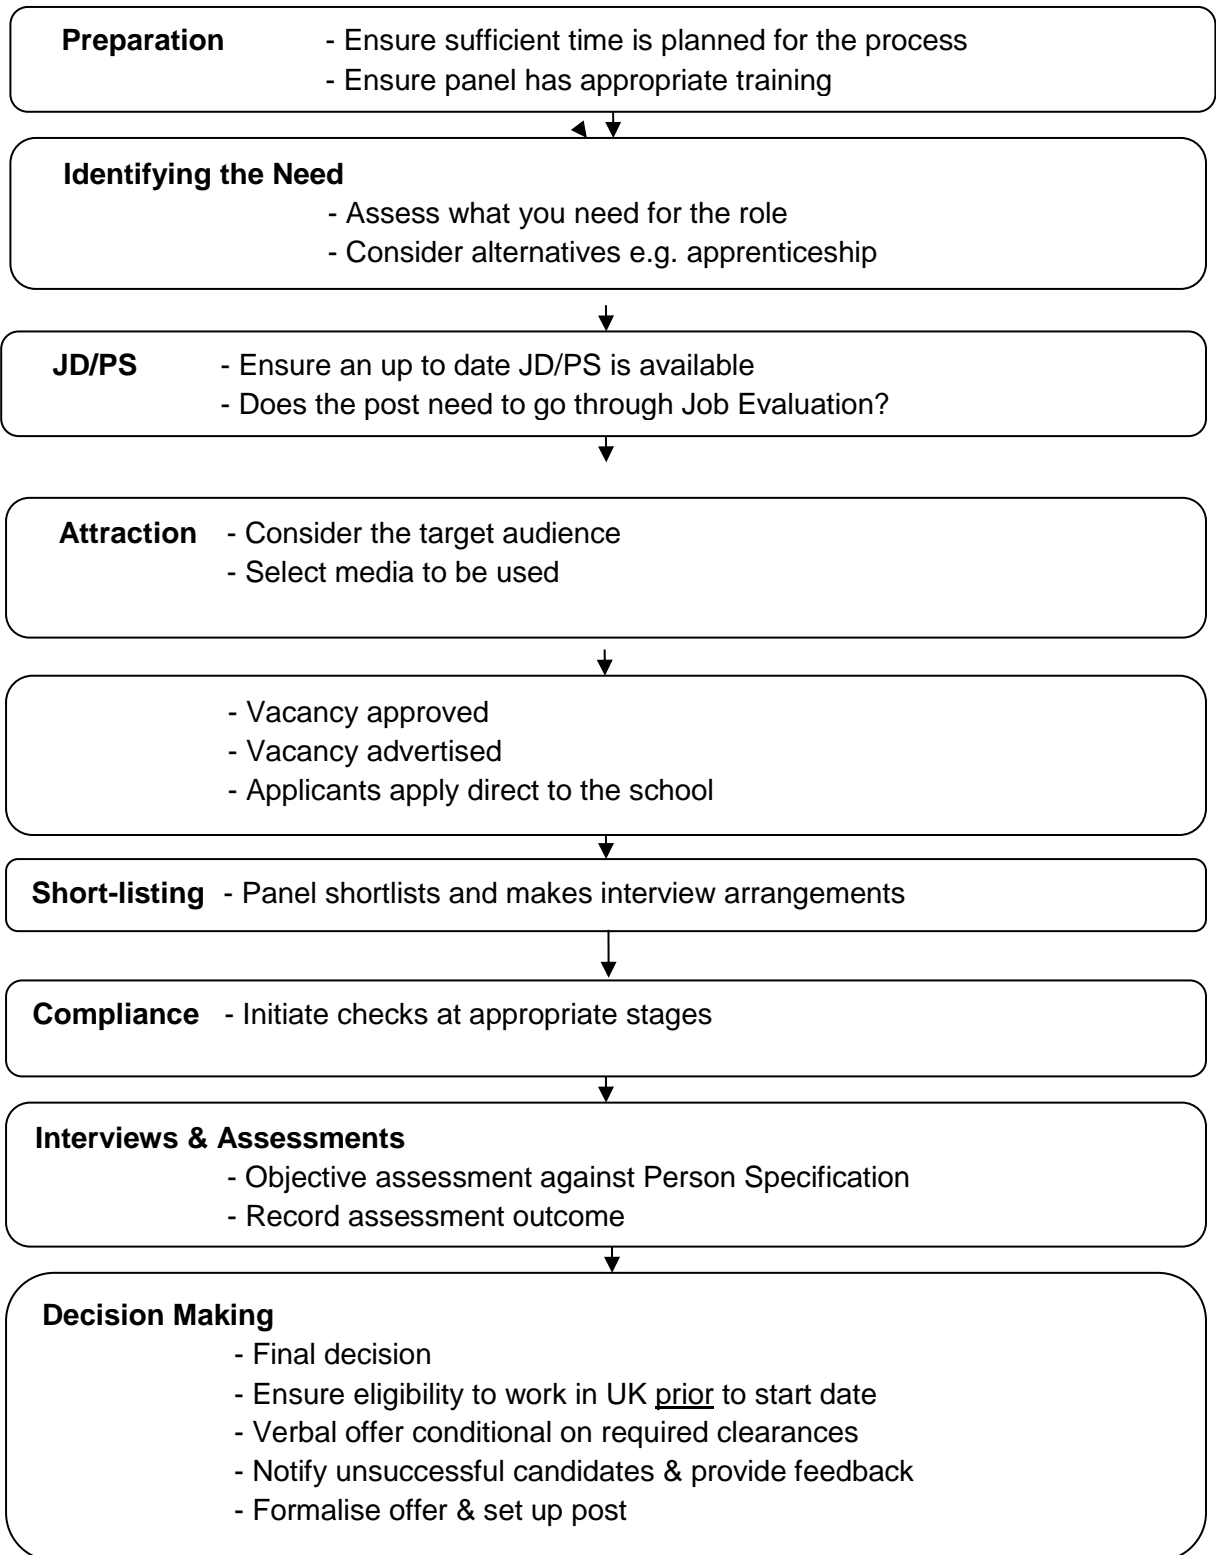 Preparation - Ensure sufficient time is planned for the process
- Ensure panel has appropriate training
Identifying the Need
- Assess what you need for the role
- Consider alternatives e.g. apprenticeship
JD/PS - Ensure an up to date JD/PS is available
- Does the post need to go through Job Evaluation?
Attraction - Consider the target audience
- Select media to be used
- Vacancy approved
- Vacancy advertised
- Applicants apply direct to the school
Short-listing - Panel shortlists and makes interview arrangements
Compliance - Initiate checks at appropriate stages
Interviews & Assessments
- Objective assessment against Person Specification
- Record assessment outcome
Decision Making
- Final decision
- Ensure eligibility to work in UK prior to start date
- Verbal offer conditional on required clearances
- Notify unsuccessful candidates & provide feedback
- Formalise offer & set up post